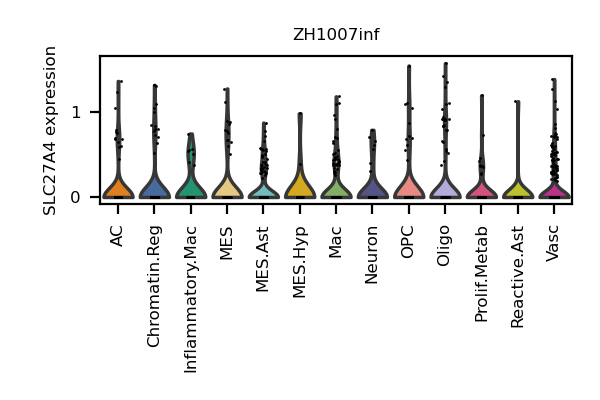 ZH1007inf
SLC27A4 expression
1
0
AC
Chromatin.Reg
Inflammatory.Mac
MES
MES.Ast
MES.Hyp
Mac
Neuron
OPC
Oligo
Prolif.Metab
Reactive.Ast
Vasc